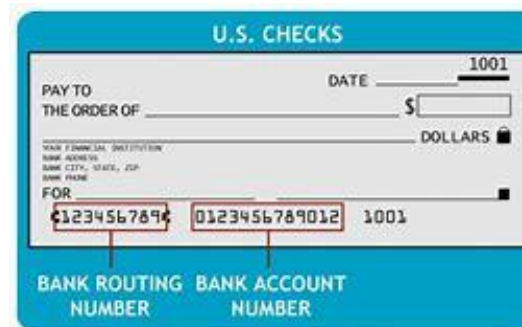 U.S. CHECKS
1001
DATE
PAY TO
THE ORDER OF
$
DOLLARS
YOUR FINANCIAL INSTITUTION
BANK ADDRESS
BANK CITY, STATE, ZIP
BANK PHONE
FOR
123456789 0123456789012 1001
BANK ROUTING NUMBER
BANK ACCOUNT NUMBER